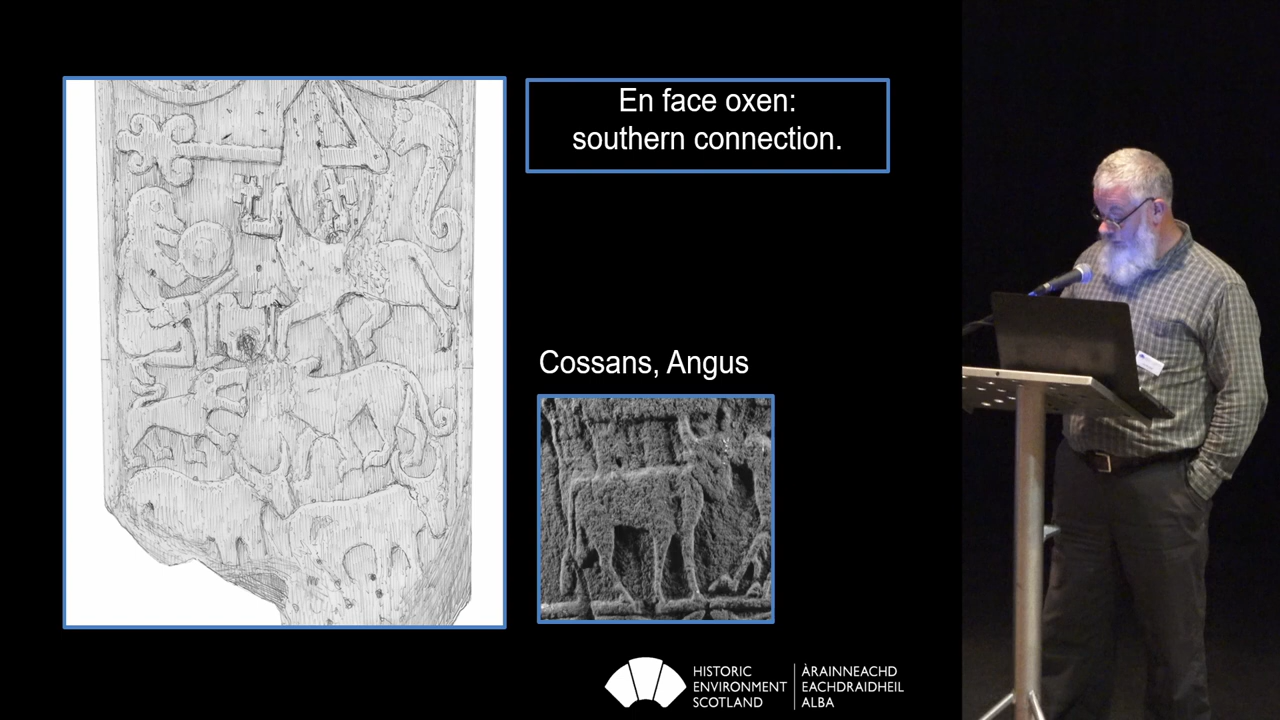 En face oxen:
southern connection.
Cossans, Angus
HISTORIC
ENVIRONMENT
SCOTLAND
ÀRAINNEACHD
EACHDRAIDHEIL
ALBA